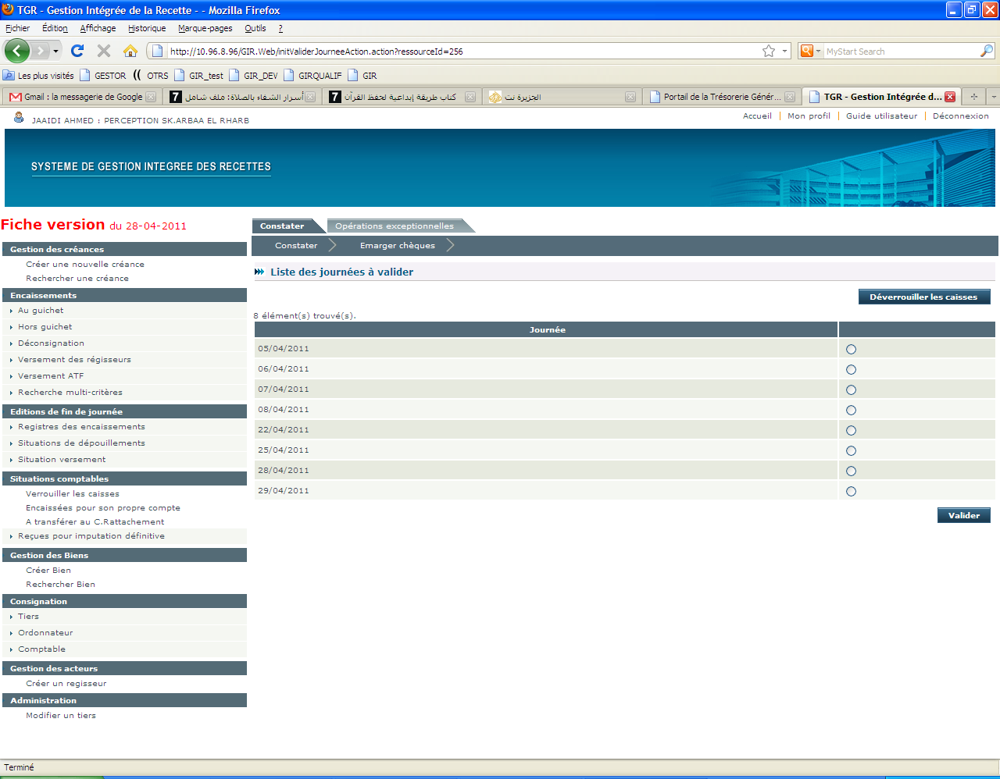 TGR - Gestion Intégrée de la Recette - - Mozilla Firefox
Fichier Édition Affichage Historique Marque-pages Outils ?
http://10.96.8.96/GIR.Web/initValiderJourneeAction.action?ressourceId=256
MyStart Search
Les plus visités GESTOR OTRS GIR_test GIR_DEV GIRQUALIF GIR
Gmail : la messagerie de Google
7 أسرار الشفاء بالصلاة: ملف شامل
7 كتاب طريقة إبداعية لحفظ القرآن
الجزيرة نت
Portail de la Trésorerie Génér...
TGR - Gestion Intégrée d...
JAAIDI AHMED : PERCEPTION SK.ARBAA EL RHARB
Accueil Mon profil Guide utilisateur Déconnexion
SYSTEME DE GESTION INTEGREE DES RECETTES
Fiche version du 28-04-2011
Gestion des créances
Créer une nouvelle créance
Rechercher une créance
Encaissements
Au guichet
Hors guichet
Déconsignation
Versement des régisseurs
Versement ATF
Recherche multi-critères
Editions de fin de journée
Registres des encaissements
Situations de dépouillements
Situation versement
Situations comptables
Verrouiller les caisses
Encaissées pour son propre compte
A transférer au C.Rattachement
Reçues pour imputation définitive
Gestion des Biens
Créer Bien
Rechercher Bien
Consignation
Tiers
Ordonnateur
Comptable
Gestion des acteurs
Créer un regisseur
Administration
Modifier un tiers
Constater Opérations exceptionnelles
Constater Emarger chèques
Liste des journées à valider
Déverrouiller les caisses
8 élément(s) trouvé(s).
Journée
05/04/2011
06/04/2011
07/04/2011
08/04/2011
22/04/2011
25/04/2011
28/04/2011
29/04/2011
Valider
Terminé